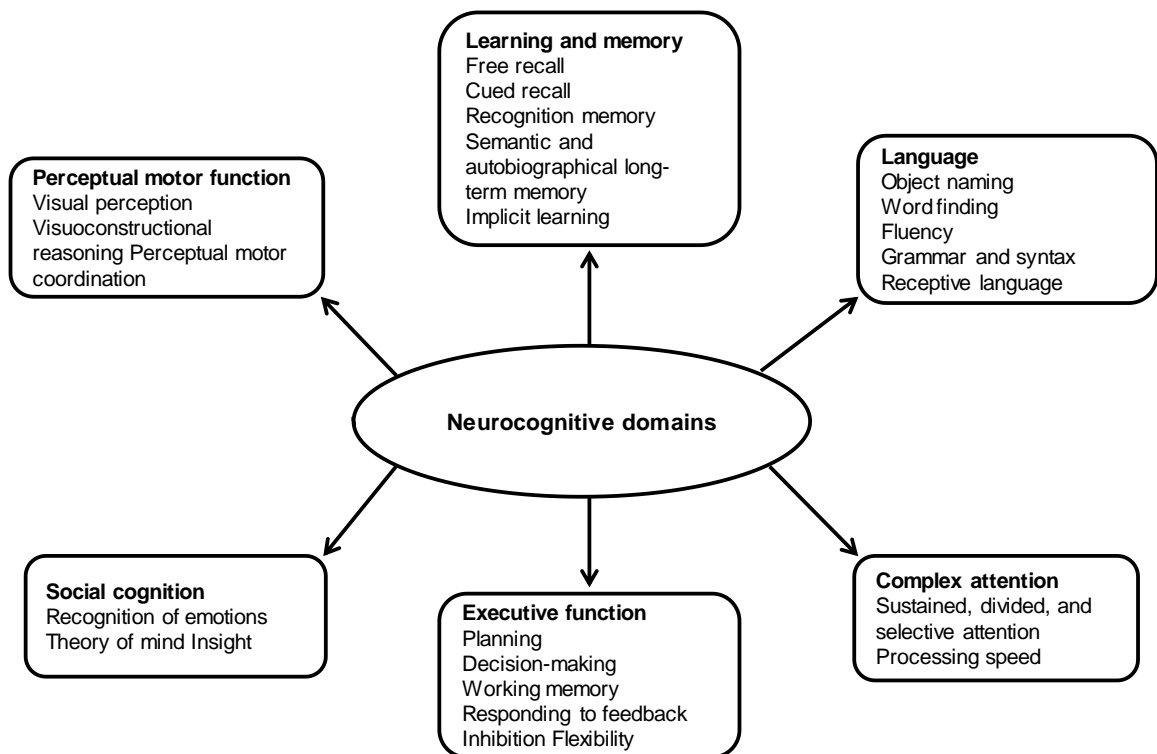 Learning and memory
Free recall
Cued recall
Recognition memory
Semantic and
autobiographical long-
term memory
Implicit learning
Perceptual motor function
Visual perception
Visuoconstructional
reasoning Perceptual motor
coordination
Language
Object naming
Word finding
Fluency
Grammar and syntax
Receptive language
Neurocognitive domains
Social cognition
Recognition of emotions
Theory of mind Insight
Executive function
Planning
Decision-making
Working memory
Responding to feedback
Inhibition Flexibility
Complex attention
Sustained, divided, and
selective attention
Processing speed